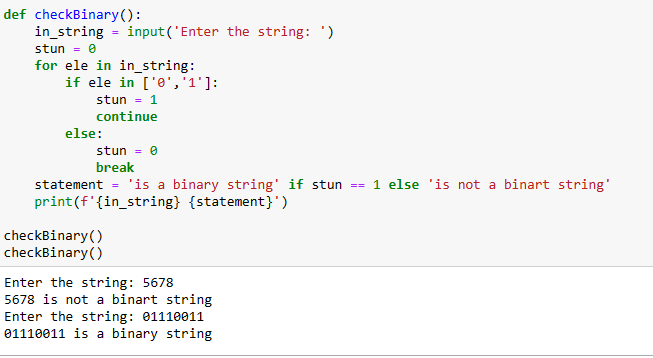 def checkBinary():
    in_string = input('Enter the string: ')
    stun = 0
    for ele in in_string:
        if ele in ['0','1']:
            stun = 1
            continue
        else:
            stun = 0
            break
    statement = 'is a binary string' if stun == 1 else 'is not a binart string'
    print(f'{in_string} {statement}')

checkBinary()
checkBinary()
Enter the string: 5678
5678 is not a binart string
Enter the string: 01110011
01110011 is a binary string